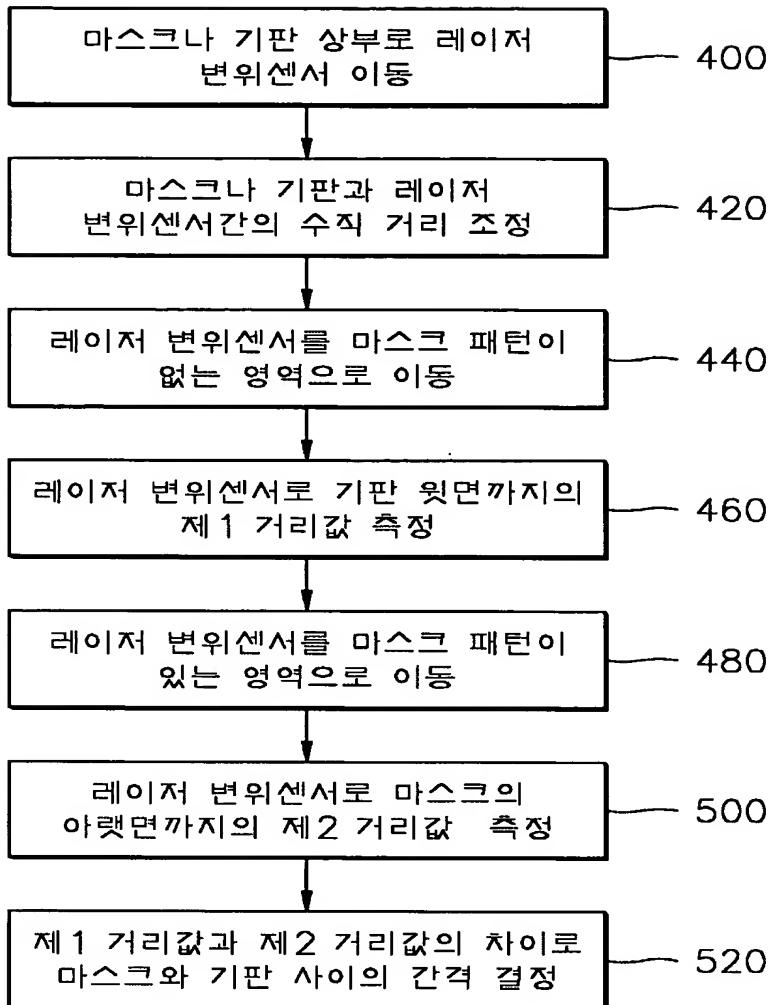 마스크나 기판 상부로 레이저
변위센서 이동
400
마스크나 기판과 레이저
변위센서간의 수직 거리 조정
420
레이저 변위센서를 마스크 패턴이
없는 영역으로 이동
440
레이저 변위센서로 기판 윗면까지의
제1 거리값 측정
460
레이저 변위센서를 마스크 패턴이
있는 영역으로 이동
480
레이저 변위센서로 마스크의
아랫면까지의 제2 거리값 측정
500
제1 거리값과 제2 거리값의 차이로
마스크와 기판 사이의 간격 결정
520